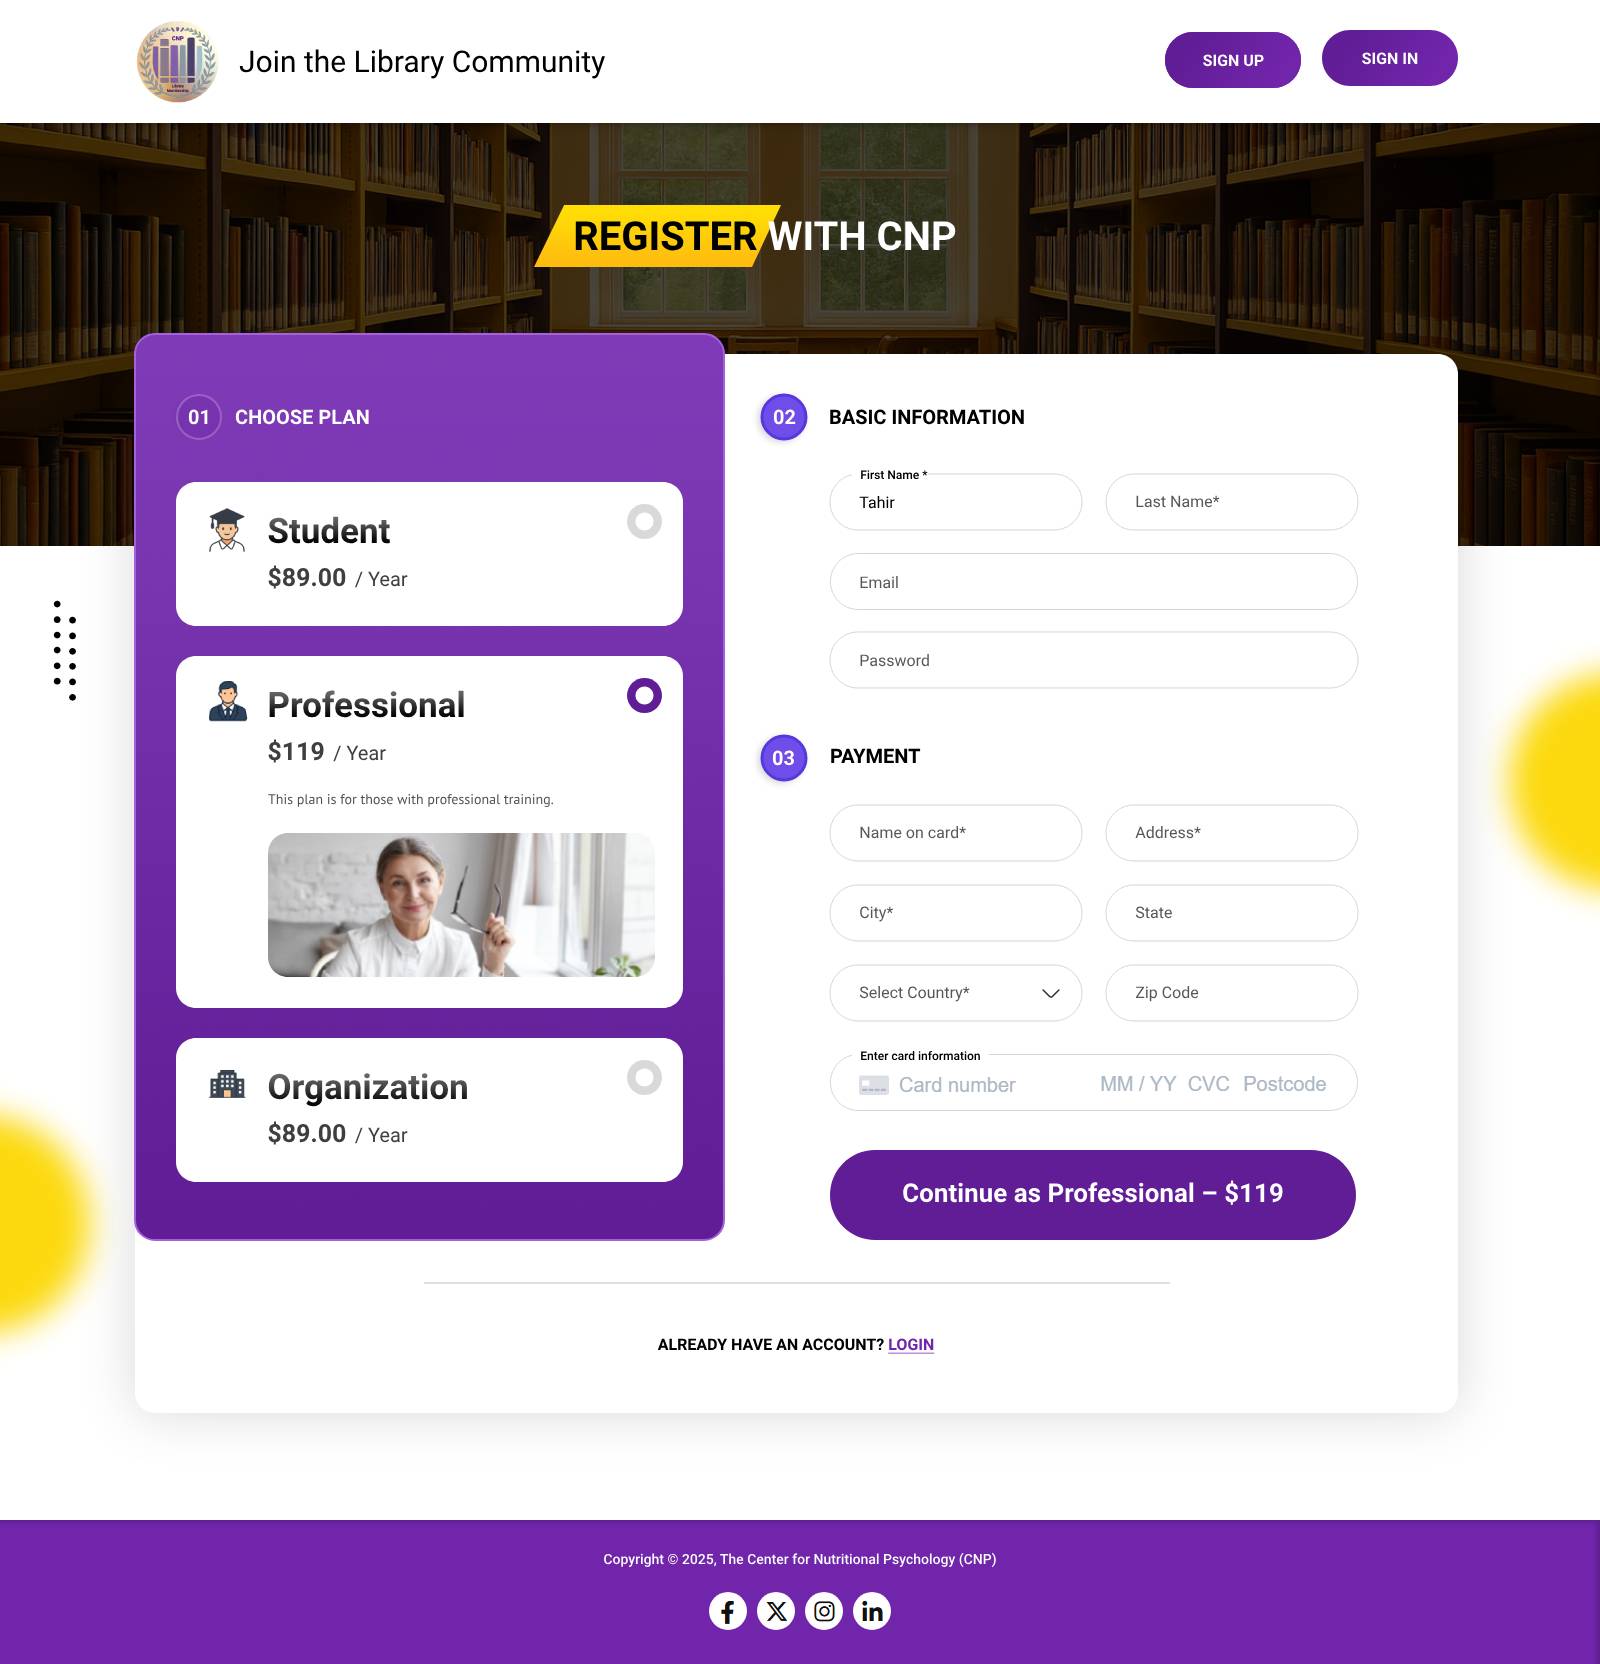 CNP
Join the Library Community
SIGN UP
SIGN IN
REGISTER WITH CNP
01 CHOOSE PLAN
Student
$89.00 / Year
Professional
$119 / Year
This plan is for those with professional training.
Organization
$89.00 / Year
02 BASIC INFORMATION
First Name *
Tahir
Last Name*
Email
Password
03 PAYMENT
Name on card*
Address*
City*
State
Select Country*
Zip Code
Enter card information
Card number MM / YY CVC Postcode
Continue as Professional – $119
ALREADY HAVE AN ACCOUNT? LOGIN
Copyright © 2025, The Center for Nutritional Psychology (CNP)